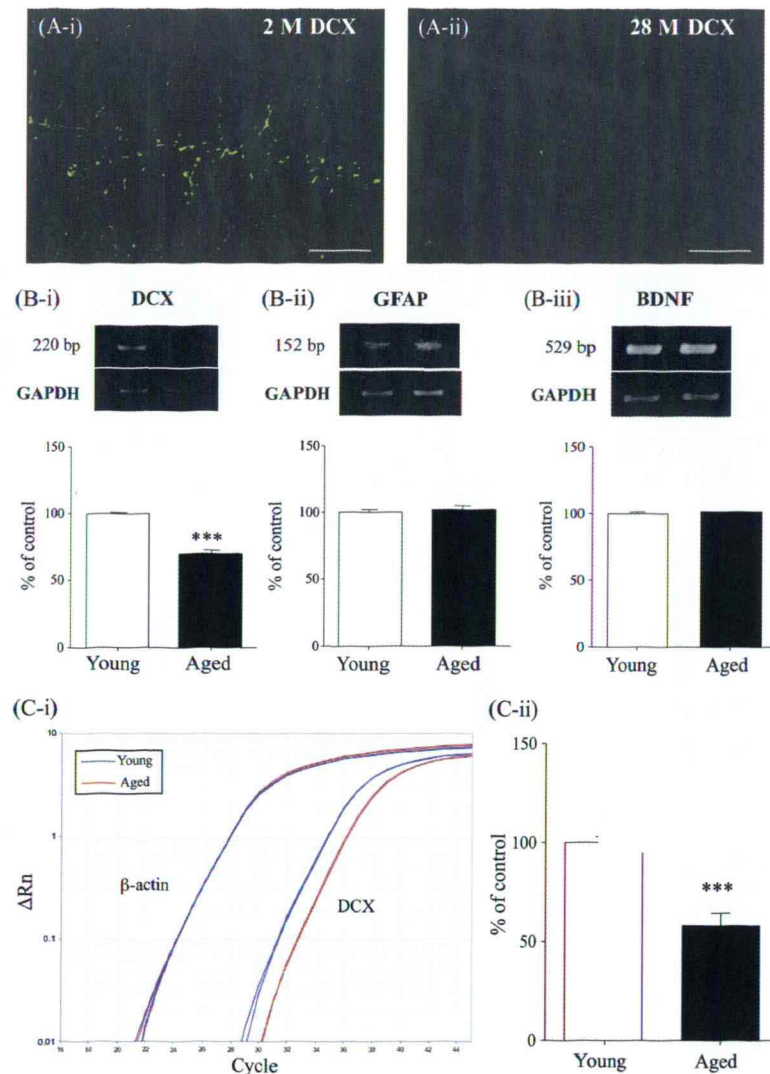 (A-i) 2 M DCX
(A-ii) 28 M DCX
(B-i) DCX
(B-ii) GFAP
(B-iii) BDNF
220 bp
GAPDH
152 bp
GAPDH
529 bp
GAPDH
150
100
50
0
% of control
***
Young Aged
150
100
50
0
% of control
Young Aged
150
100
50
0
% of control
Young Aged
(C-i)
10
1
0.1
0.01
ΔRn
Young
Aged
β-actin
DCX
16 18 20 22 24 26 28 30 32 34 36 38 40 42 44
Cycle
(C-ii)
150
100
50
0
% of control
***
Young Aged